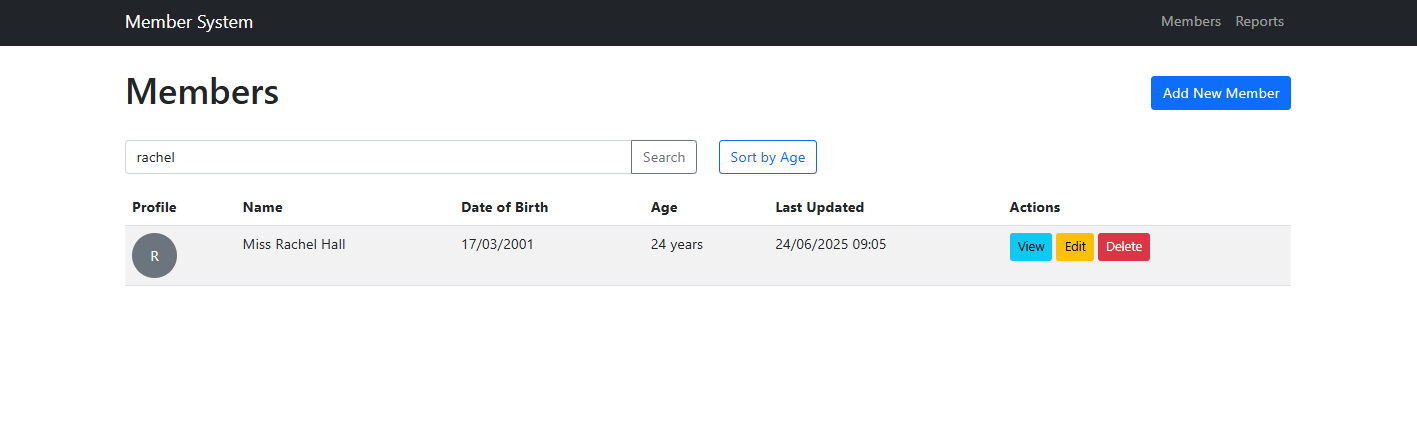 Member System Members Reports
Members Add New Member
rachel Search Sort by Age
Profile Name Date of Birth Age Last Updated Actions
R Miss Rachel Hall 17/03/2001 24 years 24/06/2025 09:05 View Edit Delete